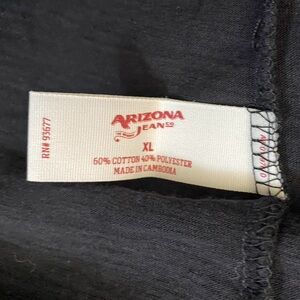 ARIZONA
JEAN CO
XL
60% COTTON 40% POLYESTER
MADE IN CAMBODIA
RN# 93677